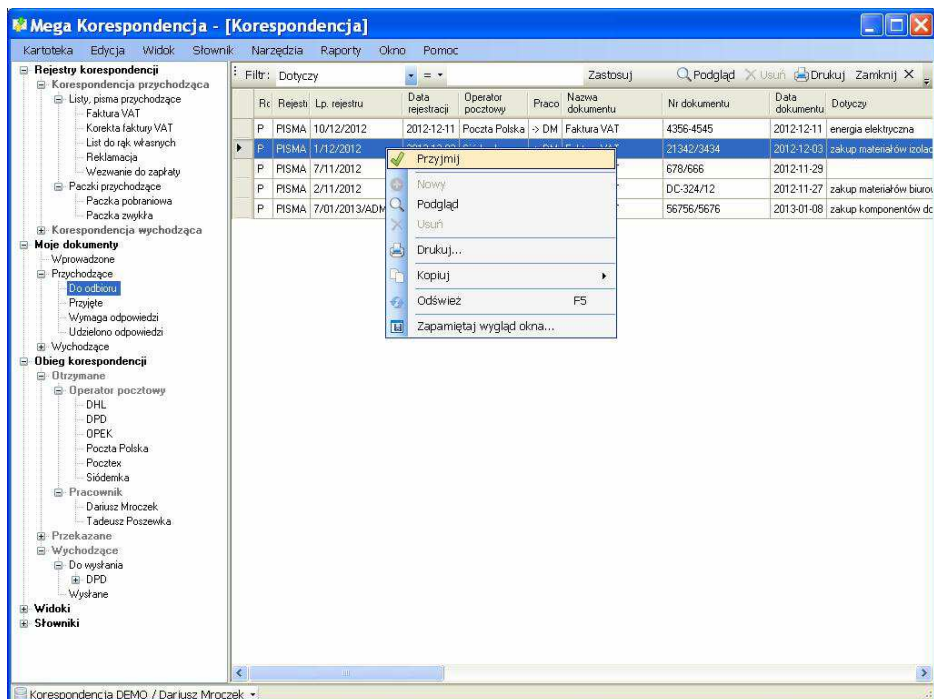 Mega Korespondencja - [Korespondencja]
Kartoteka Edycja Widok Słownik Narzędzia Raporty Okno Pomoc
Rejestry korespondencji
Korespondencja przychodząca
Listy, pisma przychodzące
Faktura VAT
Korekta faktury VAT
List do rąk własnych
Reklamacja
Wezwanie do zapłaty
Paczki przychodzące
Paczka pobraniowa
Paczka zwykła
Korespondencja wychodząca
Moje dokumenty
Wprowadzone
Przychodzące
Do odbioru
Przyjęte
Wymaga odpowiedzi
Udzielono odpowiedzi
Wychodzące
Obieg korespondencji
Otrzymane
Operator pocztowy
DHL
DPD
OPEK
Poczta Polska
Pocztex
Siódemka
Pracownik
Dariusz Mroczek
Tadeusz Poszewka
Przekazane
Wychodzące
Do wysłania
DPD
Wysłane
Widoki
Słowniki
Filtr: Dotyczy = Zastosuj Podgląd Usuń Drukuj Zamknij
Rc Rejestr Lp. rejestru Data rejestracji Operator pocztowy Praco Nazwa dokumentu Nr dokumentu Data dokumentu Dotyczy
P PISMA 10/12/2012 2012-12-11 Poczta Polska -> DM Faktura VAT 4356-4545 2012-12-11 energia elektryczna
P PISMA 1/12/2012 21342/3434 2012-12-03 zakup materiałów izolac
P PISMA 7/11/2012 678/666 2012-11-29
P PISMA 2/11/2012 DC-324/12 2012-11-27 zakup materiałów biurow
P PISMA 7/01/2013/ADM 56756/5676 2013-01-08 zakup komponentów dc
Przyjmij
Nowy
Podgląd
Usuń
Drukuj...
Kopiuj
Odśwież F5
Zapamiętaj wygląd okna...
Korespondencja DEMO / Dariusz Mroczek